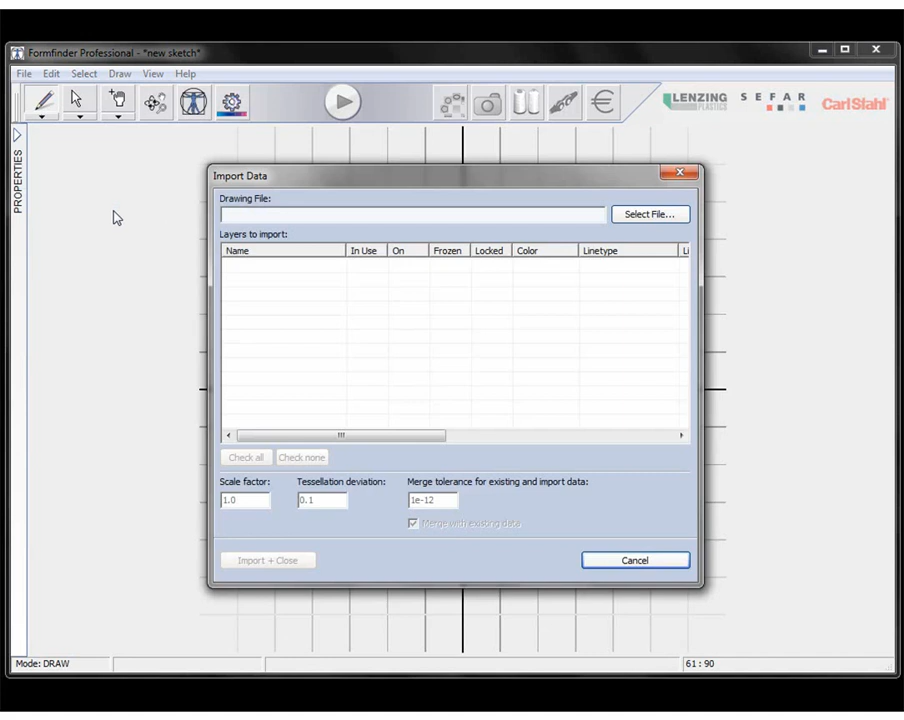 Formfinder Professional - *new sketch*
File Edit Select Draw View Help
LENZING PLASTICS
SEFAR
Carl Stahl
PROPERTIES
Import Data
Drawing File:
Select File...
Layers to import:
Name In Use On Frozen Locked Color Linetype Li
Check all Check none
Scale factor: Tessellation deviation: Merge tolerance for existing and import data:
1.0 0.1 1e-12
Merge with existing data
Import + Close Cancel
Mode: DRAW 61 : 90